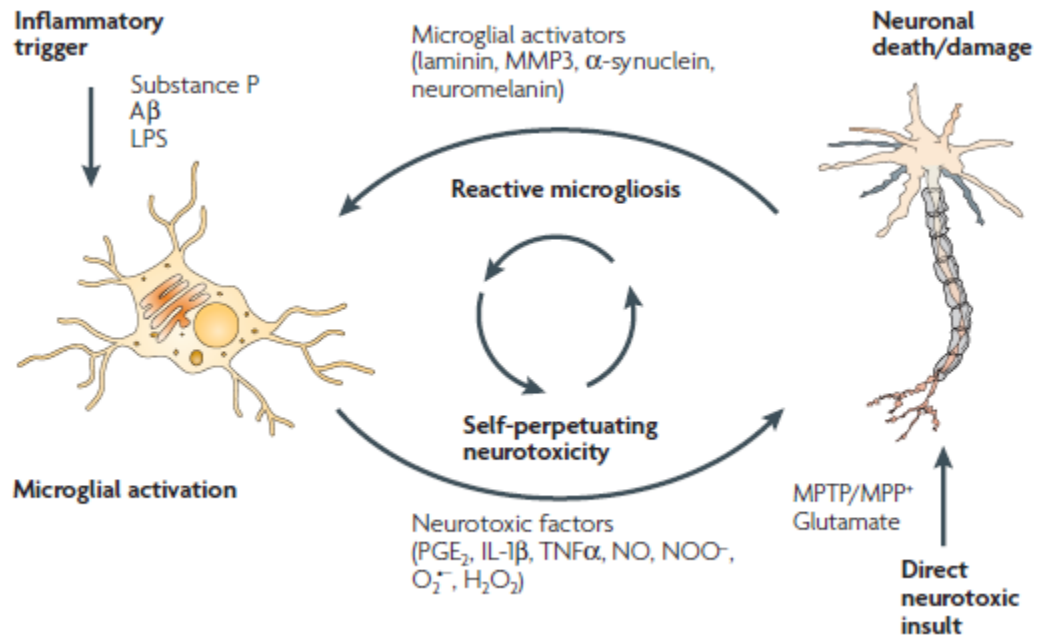 Inflammatory
trigger
Substance P
Aβ
LPS
Microglial activators
(laminin, MMP3, α-synuclein,
neuromelanin)
Neuronal
death/damage
Reactive microgliosis
Self-perpetuating
neurotoxicity
Microglial activation
Neurotoxic factors
(PGE₂, IL-1β, TNFα, NO, NOO⁻,
O₂•⁻, H₂O₂)
MPTP/MPP⁺
Glutamate
Direct
neurotoxic
insult